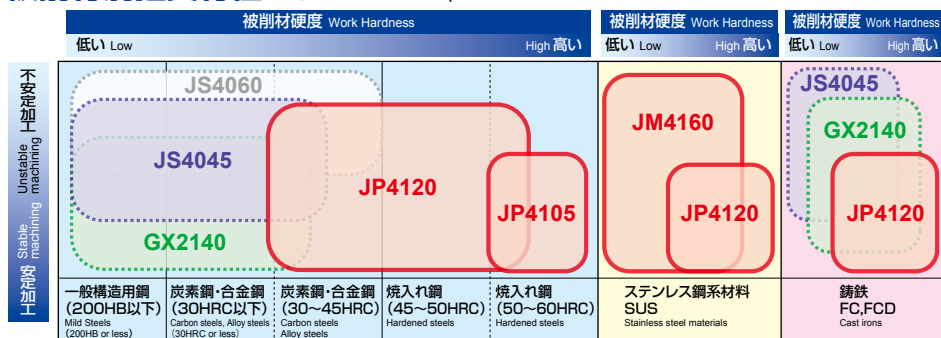 被削材硬度 Work Hardness
低い Low
High 高い
被削材硬度 Work Hardness
低い Low
High 高い
被削材硬度 Work Hardness
低い Low
High 高い
不安定加工
Unstable machining
Stable machining
安定加工
JS4060
JS4045
GX2140
JP4120
JP4105
JM4160
JP4120
JS4045
GX2140
JP4120
一般構造用鋼
(200HB以下)
Mild Steels
(200HB or less)
炭素鋼・合金鋼
(30HRC以下)
Carbon steels, Alloy steels
(30HRC or less)
炭素鋼・合金鋼
(30〜45HRC)
Carbon steels
Alloy steels
焼入れ鋼
(45〜50HRC)
Hardened steels
焼入れ鋼
(50〜60HRC)
Hardened steels
ステンレス鋼系材料
SUS
Stainless steel materials
鋳鉄
FC,FCD
Cast irons